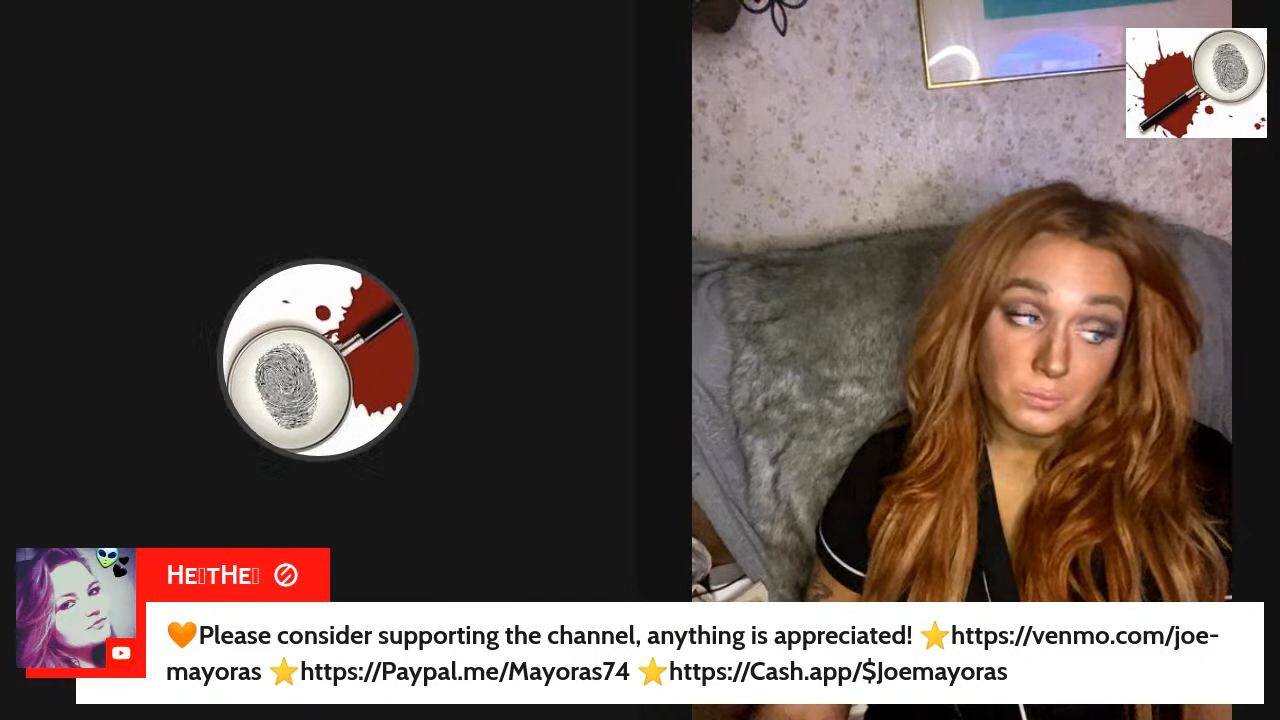 HE▯THE▯
🧡Please consider supporting the channel, anything is appreciated! ⭐https://venmo.com/joe-
mayoras ⭐https://Paypal.me/Mayoras74 ⭐https://Cash.app/$Joemayoras